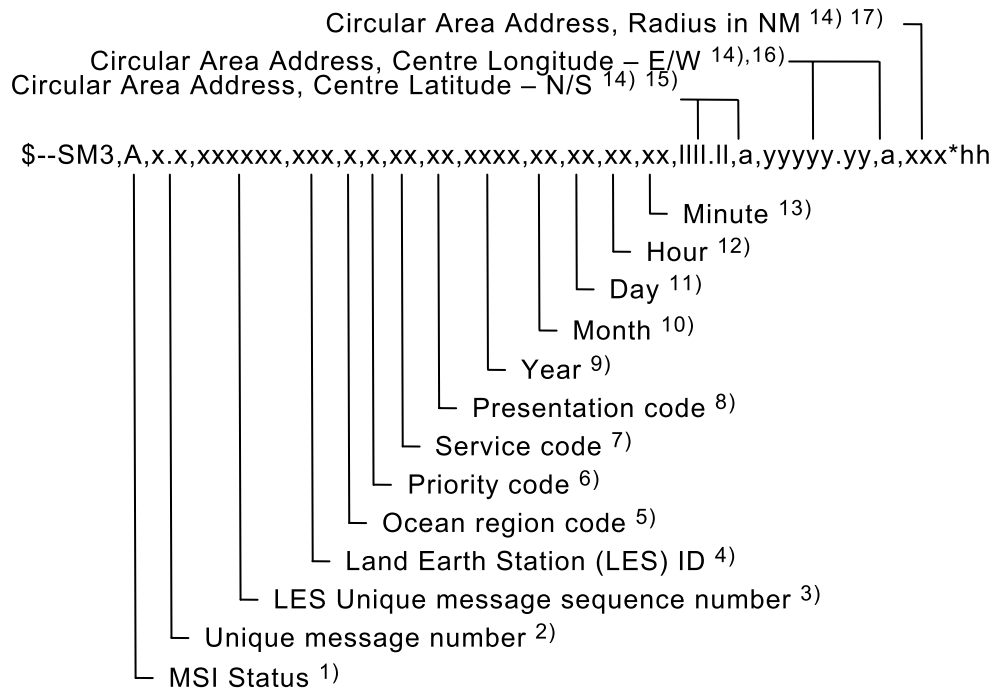 Circular Area Address, Radius in NM 14) 17)
Circular Area Address, Centre Longitude – E/W 14),16)
Circular Area Address, Centre Latitude – N/S 14) 15)
$--SM3,A,x.x,xxxxxx,xxx,x,x,xx,xx,xxxx,xx,xx,xx,xx,llll.ll,a,yyyyy.yy,a,xxx*hh
Minute 13)
Hour 12)
Day 11)
Month 10)
Year 9)
Presentation code 8)
Service code 7)
Priority code 6)
Ocean region code 5)
Land Earth Station (LES) ID 4)
LES Unique message sequence number 3)
Unique message number 2)
MSI Status 1)